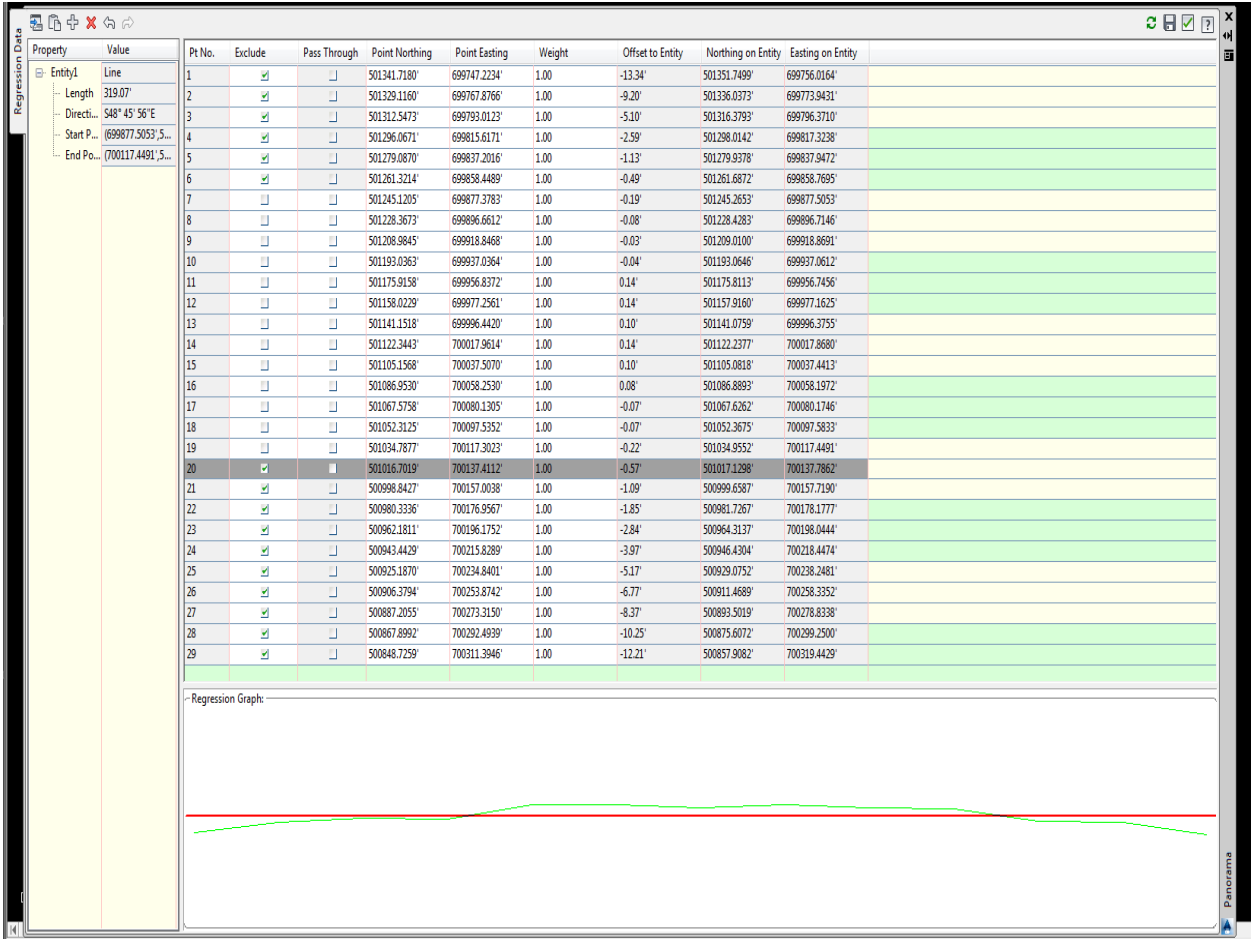 Regression Data
Property Value
Entity1 Line
Length 319.07'
Directi... S48° 45' 56"E
Start P... (699877.5053',5...
End Po... (700117.4491',5...
Pt No. Exclude Pass Through Point Northing Point Easting Weight Offset to Entity Northing on Entity Easting on Entity
1 501341.7180' 699747.2234' 1.00 -13.34' 501351.7499' 699756.0164'
2 501329.1160' 699767.8766' 1.00 -9.20' 501336.0373' 699773.9431'
3 501312.5473' 699793.0123' 1.00 -5.10' 501316.3793' 699796.3710'
4 501296.0671' 699815.6171' 1.00 -2.59' 501298.0142' 699817.3238'
5 501279.0870' 699837.2016' 1.00 -1.13' 501279.9378' 699837.9472'
6 501261.3214' 699858.4489' 1.00 -0.49' 501261.6872' 699858.7695'
7 501245.1205' 699877.3783' 1.00 -0.19' 501245.2653' 699877.5053'
8 501228.3673' 699896.6612' 1.00 -0.08' 501228.4283' 699896.7146'
9 501208.9845' 699918.8468' 1.00 -0.03' 501209.0100' 699918.8691'
10 501193.0363' 699937.0364' 1.00 -0.04' 501193.0646' 699937.0612'
11 501175.9158' 699956.8372' 1.00 0.14' 501175.8113' 699956.7456'
12 501158.0229' 699977.2561' 1.00 0.14' 501157.9160' 699977.1625'
13 501141.1518' 699996.4420' 1.00 0.10' 501141.0759' 699996.3755'
14 501122.3443' 700017.9614' 1.00 0.14' 501122.2377' 700017.8680'
15 501105.1568' 700037.5070' 1.00 0.10' 501105.0818' 700037.4413'
16 501086.9530' 700058.2530' 1.00 0.08' 501086.8893' 700058.1972'
17 501067.5758' 700080.1305' 1.00 -0.07' 501067.6262' 700080.1746'
18 501052.3125' 700097.5352' 1.00 -0.07' 501052.3675' 700097.5833'
19 501034.7877' 700117.3023' 1.00 -0.22' 501034.9552' 700117.4491'
20 501016.7019' 700137.4112' 1.00 -0.57' 501017.1298' 700137.7862'
21 500998.8427' 700157.0038' 1.00 -1.09' 500999.6587' 700157.7190'
22 500980.3336' 700176.9567' 1.00 -1.85' 500981.7267' 700178.1777'
23 500962.1811' 700196.1752' 1.00 -2.84' 500964.3137' 700198.0444'
24 500943.4429' 700215.8289' 1.00 -3.97' 500946.4304' 700218.4474'
25 500925.1870' 700234.8401' 1.00 -5.17' 500929.0752' 700238.2481'
26 500906.3794' 700253.8742' 1.00 -6.77' 500911.4689' 700258.3352'
27 500887.2055' 700273.3150' 1.00 -8.37' 500893.5019' 700278.8338'
28 500867.8992' 700292.4939' 1.00 -10.25' 500875.6072' 700299.2500'
29 500848.7259' 700311.3946' 1.00 -12.21' 500857.9082' 700319.4429'
Regression Graph:
Panorama